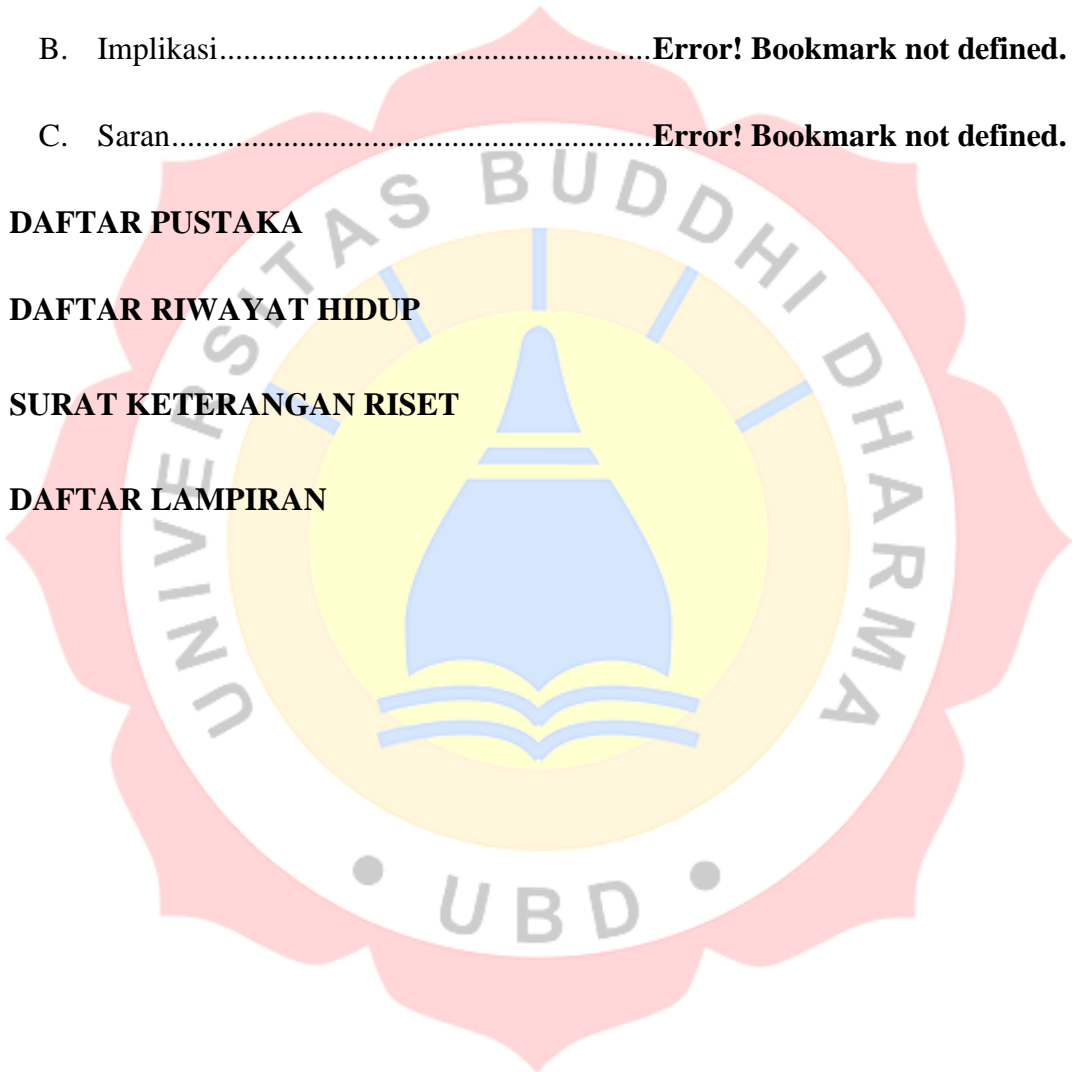 B. Implikasi......................................................Error! Bookmark not defined.
C. Saran............................................................Error! Bookmark not defined.
DAFTAR PUSTAKA
DAFTAR RIWAYAT HIDUP
SURAT KETERANGAN RISET
DAFTAR LAMPIRAN
UNIVERSITAS BUDDHI DHARMA
• UBD •